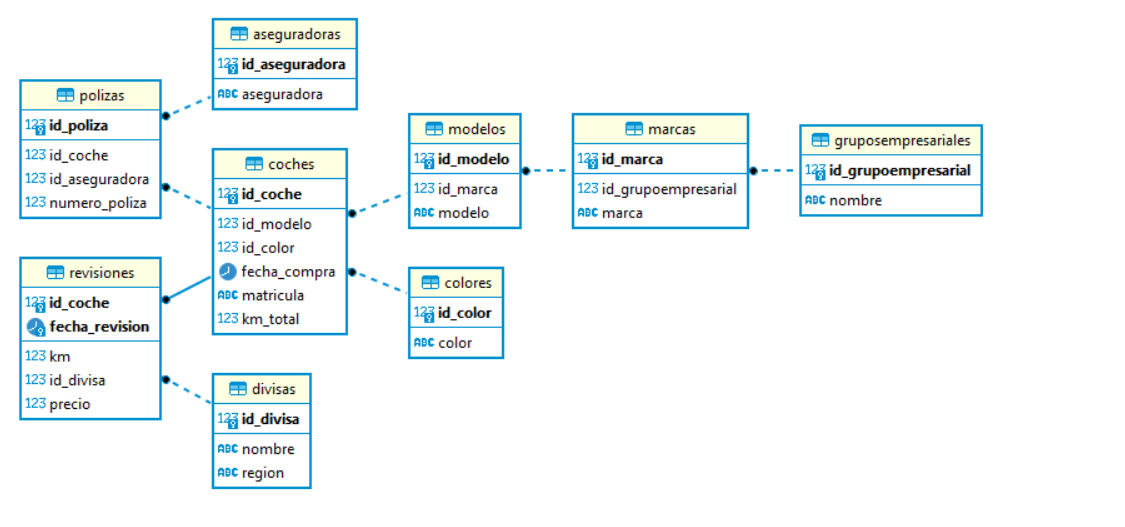 aseguradoras
123 id_aseguradora
ABC aseguradora
polizas
123 id_poliza
123 id_coche
123 id_aseguradora
123 numero_poliza
coches
123 id_coche
123 id_modelo
123 id_color
fecha_compra
ABC matricula
123 km_total
modelos
123 id_modelo
123 id_marca
ABC modelo
marcas
123 id_marca
123 id_grupoempresarial
ABC marca
gruposempresariales
123 id_grupoempresarial
ABC nombre
revisiones
123 id_coche
fecha_revision
123 km
123 id_divisa
123 precio
colores
123 id_color
ABC color
divisas
123 id_divisa
ABC nombre
ABC region